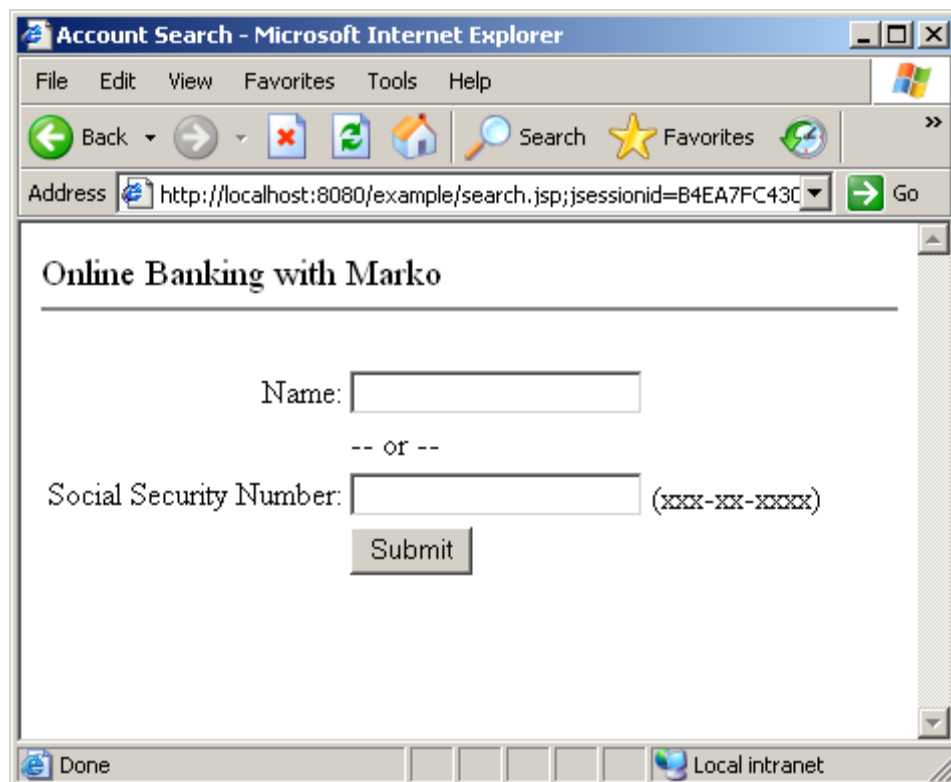 Account Search - Microsoft Internet Explorer
File Edit View Favorites Tools Help
Back Search Favorites »
Address http://localhost:8080/example/search.jsp;jsessionid=B4EA7FC43C Go
Online Banking with Marko
Name:
-- or --
Social Security Number: (xxx-xx-xxxx)
Submit
Done Local intranet